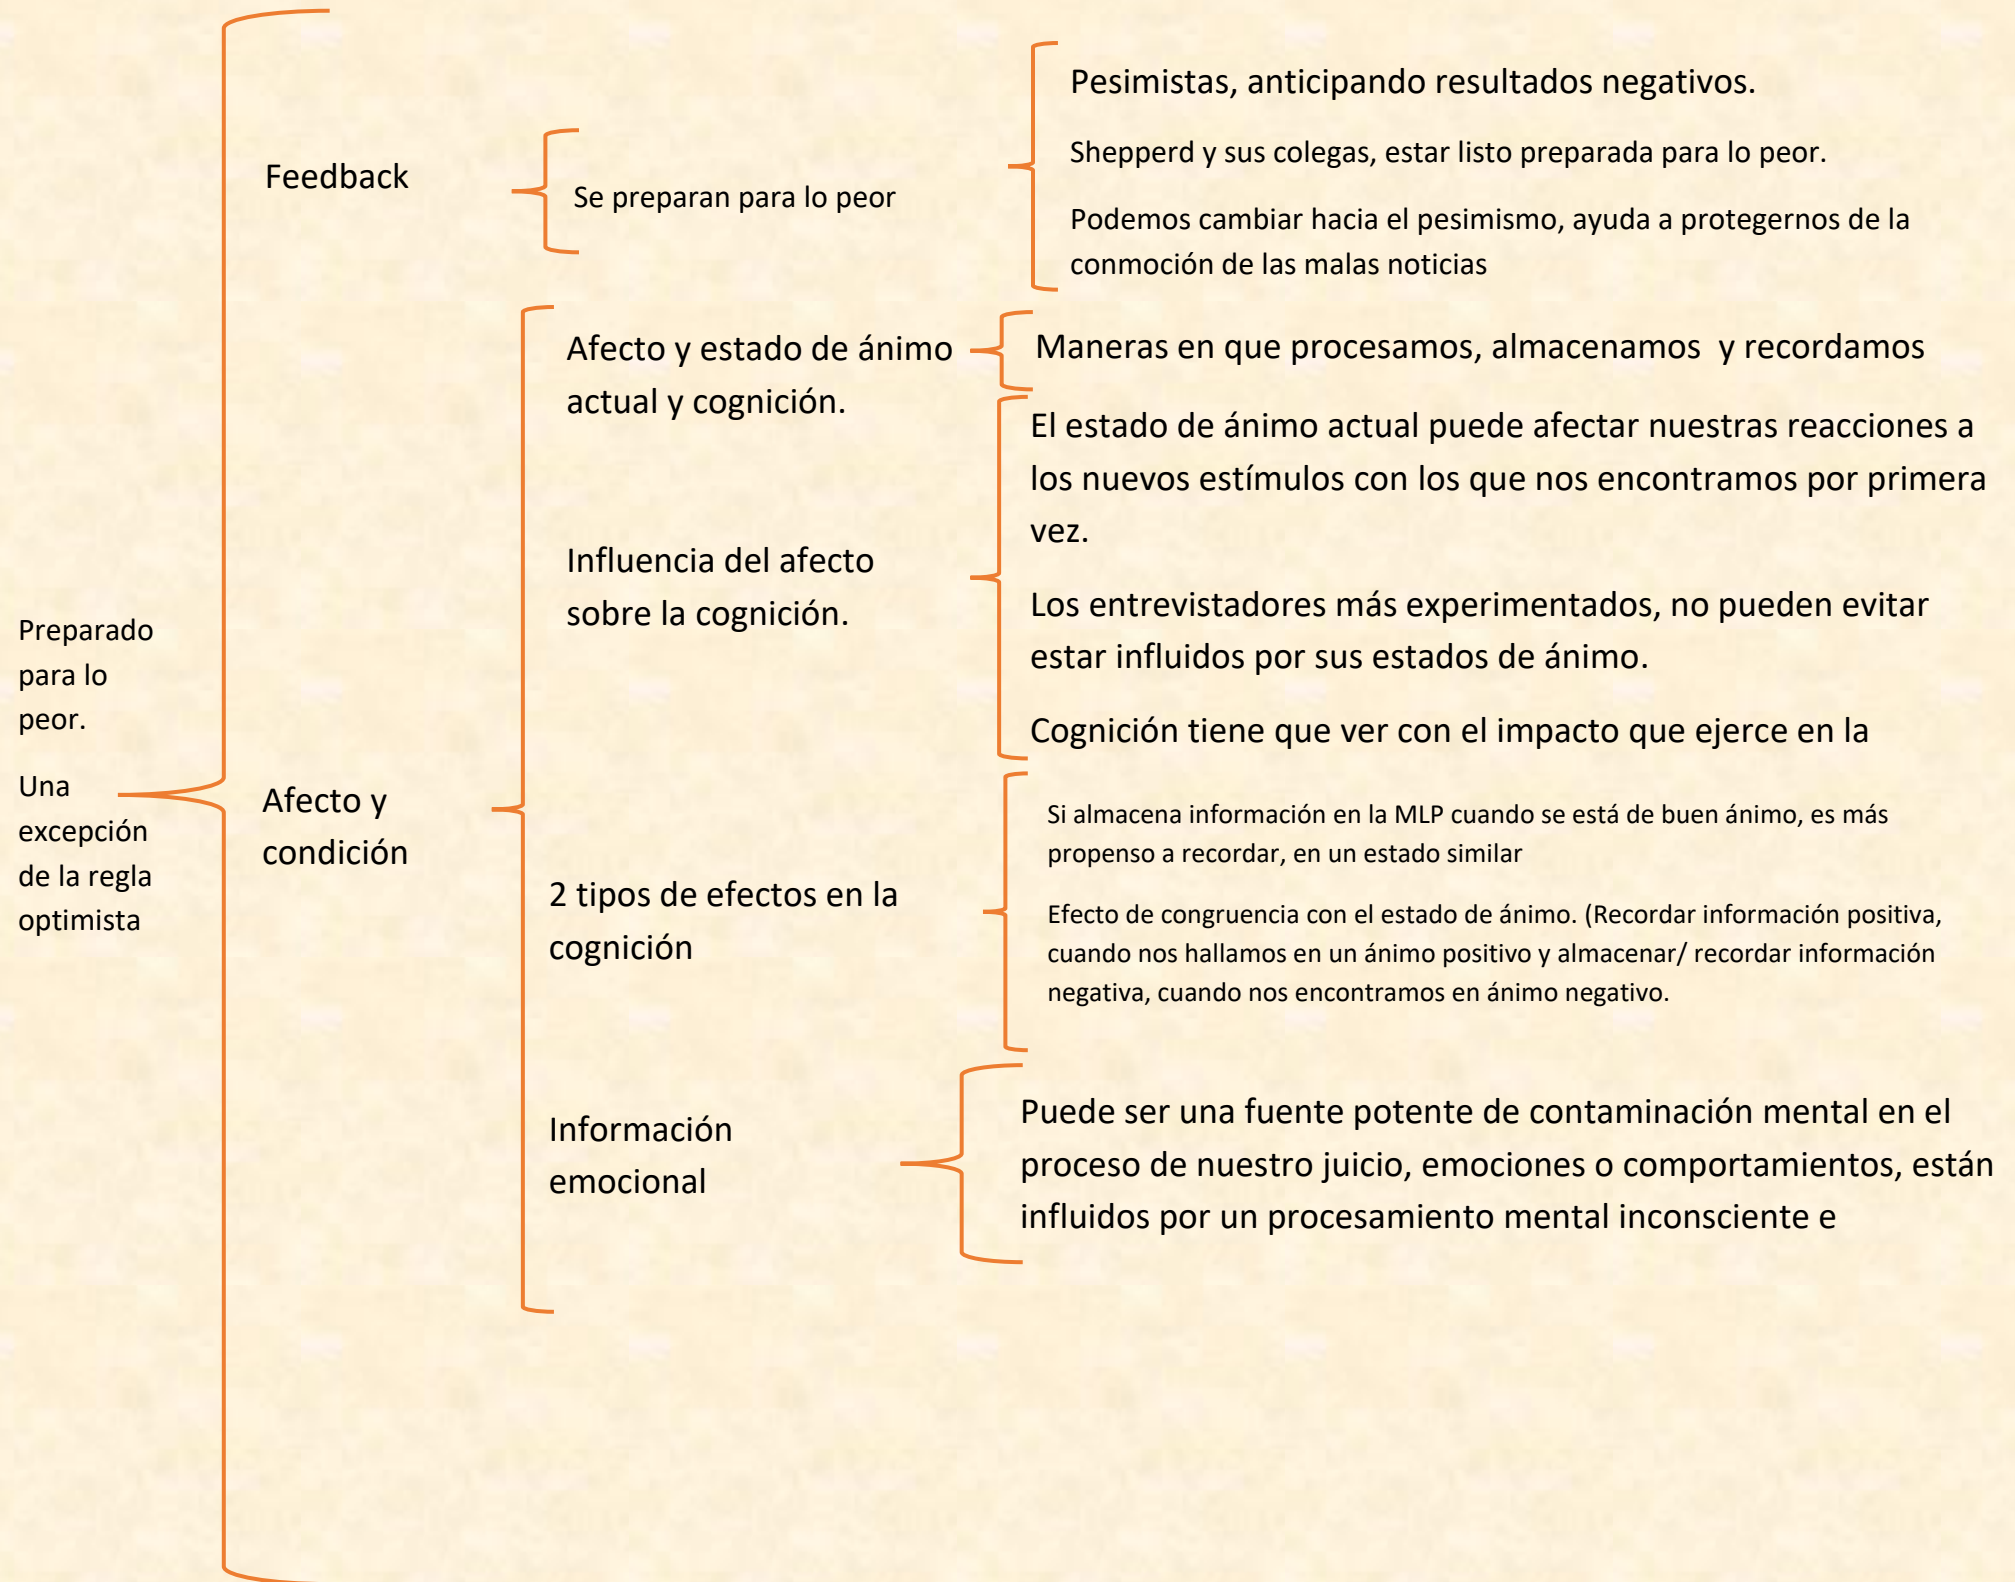 Preparado
para lo
peor.
Una
excepción
de la regla
optimista
Feedback
Se preparan para lo peor
Pesimistas, anticipando resultados negativos.
Shepperd y sus colegas, estar listo preparada para lo peor.
Podemos cambiar hacia el pesimismo, ayuda a protegernos de la
conmoción de las malas noticias
Afecto y
condición
Afecto y estado de ánimo
actual y cognición.
Maneras en que procesamos, almacenamos y recordamos
Influencia del afecto
sobre la cognición.
El estado de ánimo actual puede afectar nuestras reacciones a
los nuevos estímulos con los que nos encontramos por primera
vez.
Los entrevistadores más experimentados, no pueden evitar
estar influidos por sus estados de ánimo.
Cognición tiene que ver con el impacto que ejerce en la
2 tipos de efectos en la
cognición
Si almacena información en la MLP cuando se está de buen ánimo, es más
propenso a recordar, en un estado similar
Efecto de congruencia con el estado de ánimo. (Recordar información positiva,
cuando nos hallamos en un ánimo positivo y almacenar/ recordar información
negativa, cuando nos encontramos en ánimo negativo.
Información
emocional
Puede ser una fuente potente de contaminación mental en el
proceso de nuestro juicio, emociones o comportamientos, están
influidos por un procesamiento mental inconsciente e